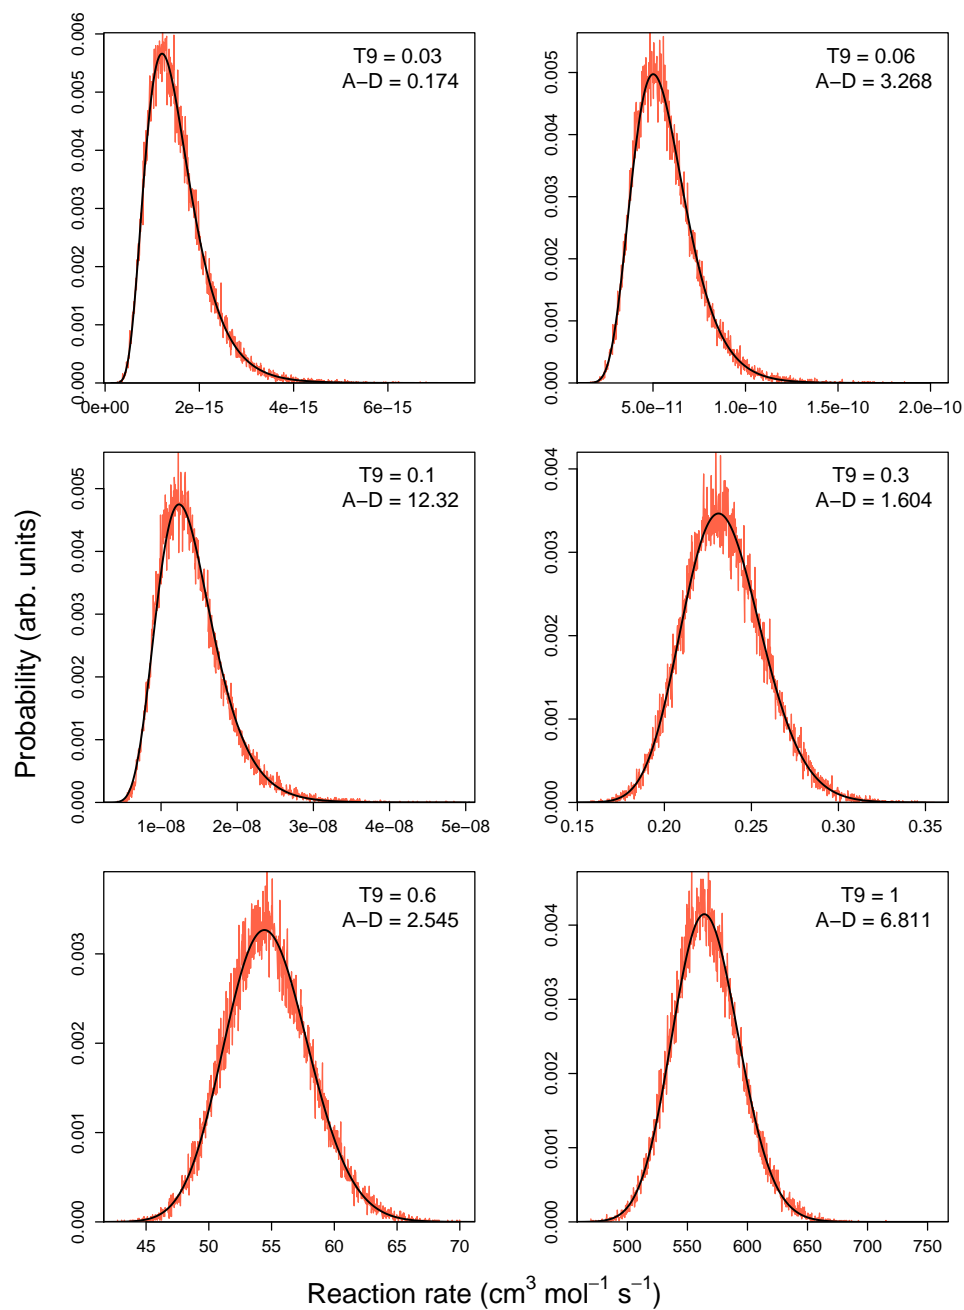 T9 = 0.03
A−D = 0.174
0.000
0.001
0.002
0.003
0.004
0.005
0.006
0e+00
2e−15
4e−15
6e−15
T9 = 0.06
A−D = 3.268
0.000
0.001
0.002
0.003
0.004
0.005
5.0e−11
1.0e−10
1.5e−10
2.0e−10
T9 = 0.1
A−D = 12.32
0.000
0.001
0.002
0.003
0.004
0.005
1e−08
2e−08
3e−08
4e−08
5e−08
T9 = 0.3
A−D = 1.604
0.000
0.001
0.002
0.003
0.004
0.15
0.20
0.25
0.30
0.35
T9 = 0.6
A−D = 2.545
0.000
0.001
0.002
0.003
45
50
55
60
65
70
T9 = 1
A−D = 6.811
0.000
0.001
0.002
0.003
0.004
500
550
600
650
700
750
Probability (arb. units)
Reaction rate (cm³ mol⁻¹ s⁻¹)